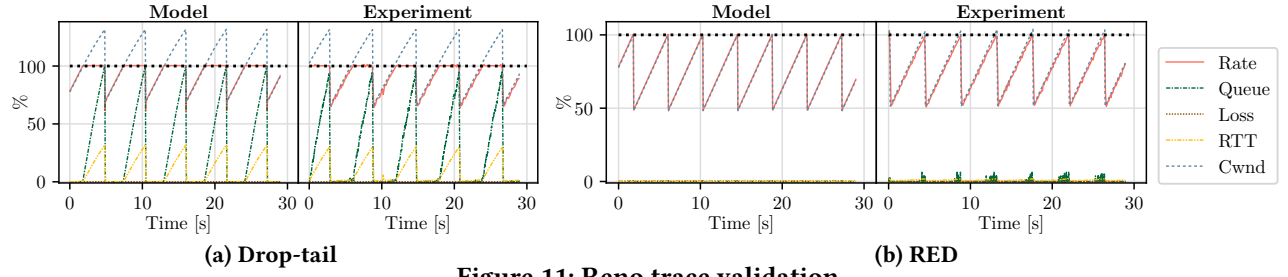 Model Experiment Model Experiment
100
50
0
%
0 10 20 30 0 10 20 30
Time [s] Time [s]
(a) Drop-tail
100
50
0
%
0 10 20 30 0 10 20 30
Time [s] Time [s]
(b) RED
Rate
Queue
Loss
RTT
Cwnd
Figure 11: Reno trace validation